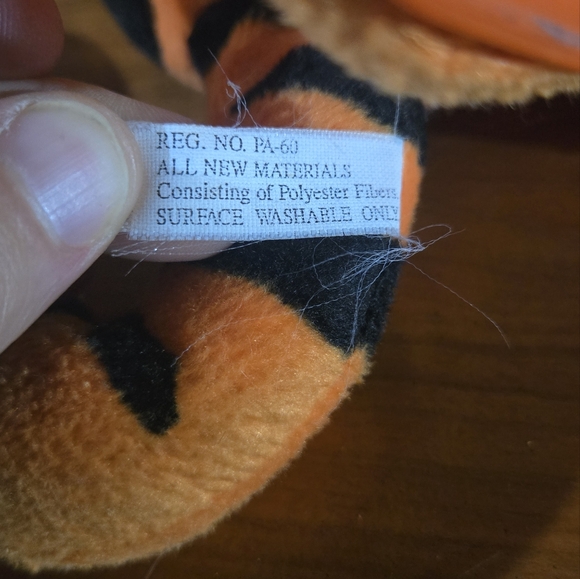 REG. NO. PA-60
ALL NEW MATERIALS
Consisting of Polyester Fibers
SURFACE WASHABLE ONLY